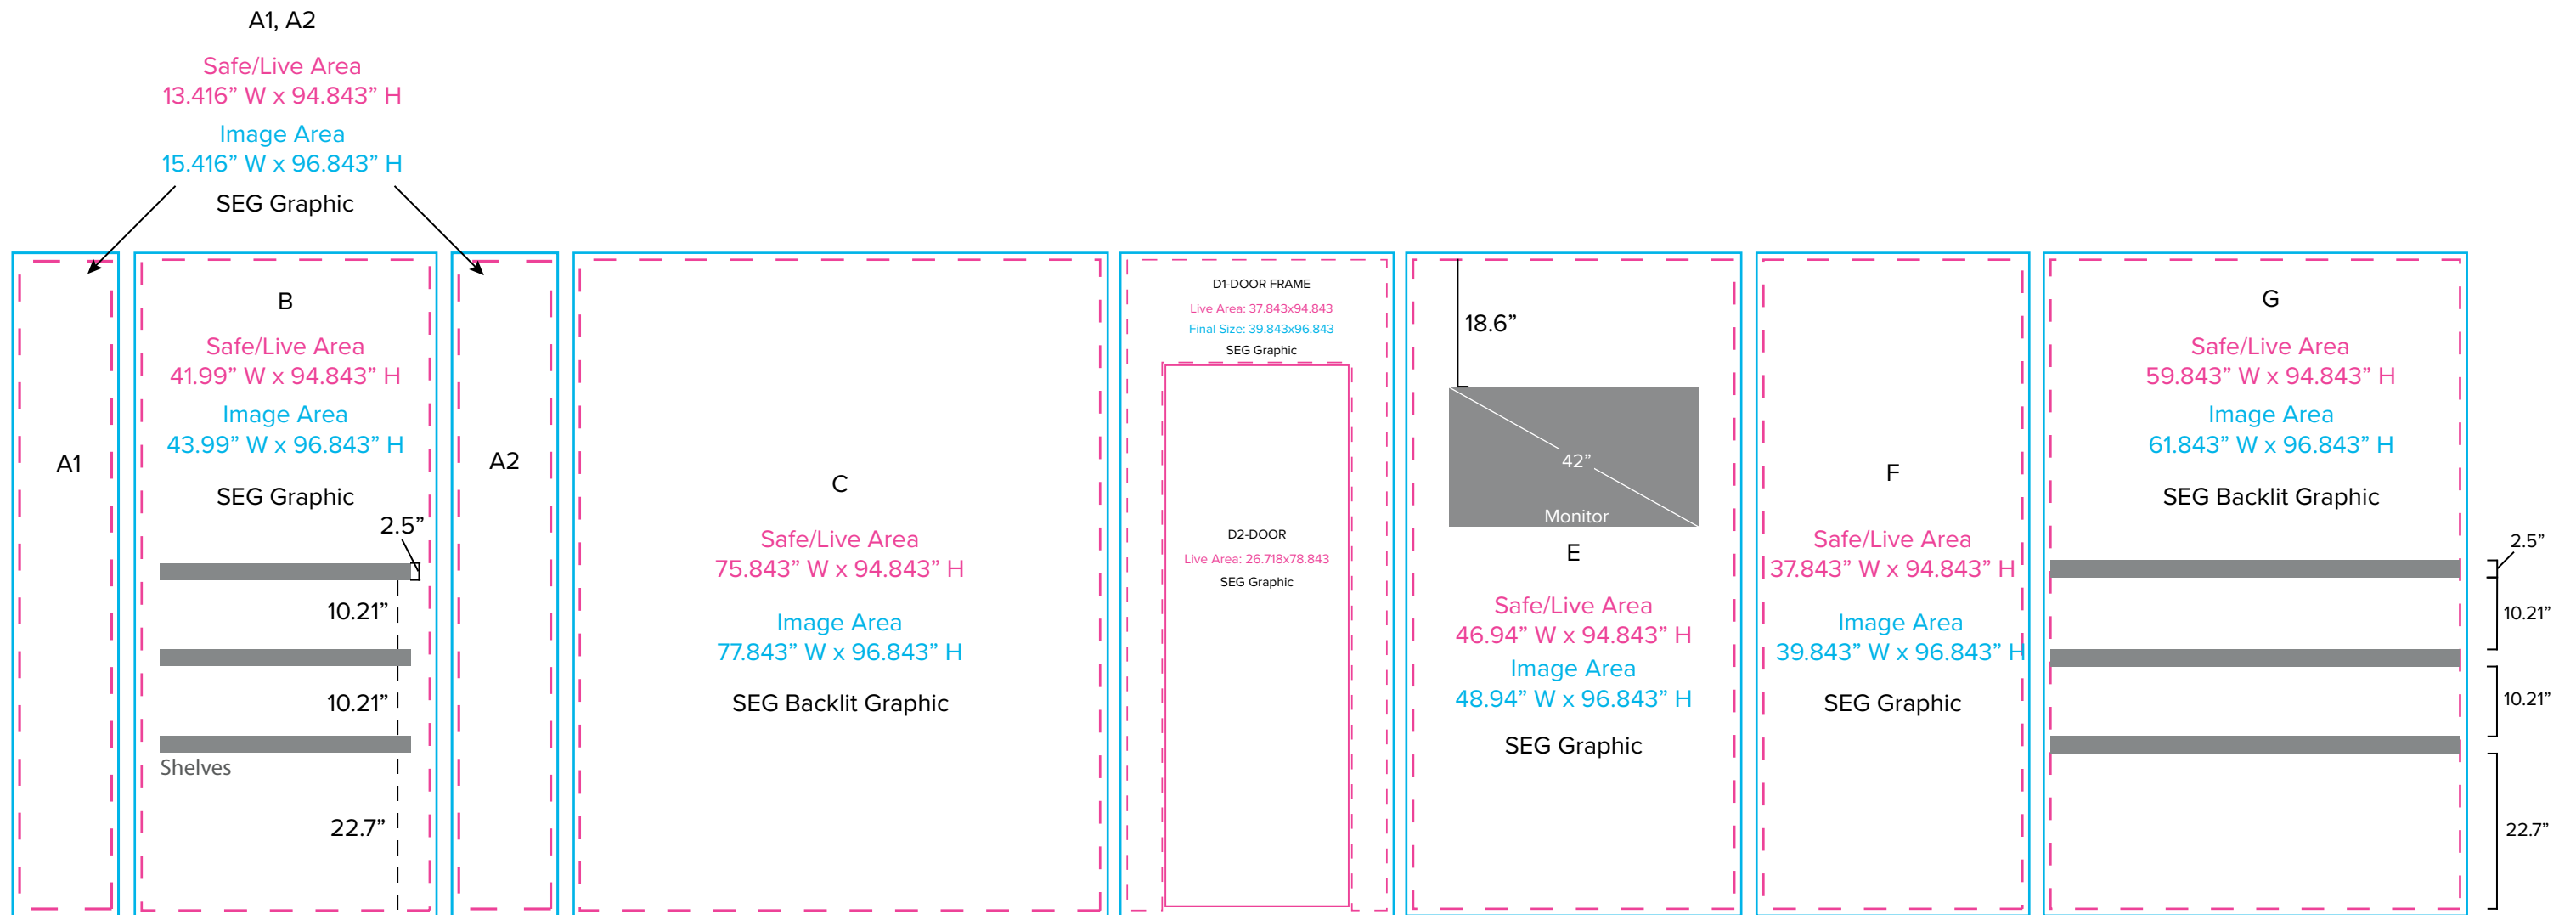 A1, A2
Safe/Live Area
13.416” W x 94.843” H
Image Area
15.416” W x 96.843” H
SEG Graphic
A1
B
Safe/Live Area
41.99” W x 94.843” H
Image Area
43.99” W x 96.843” H
SEG Graphic
2.5”
10.21”
10.21”
Shelves
22.7”
A2
C
Safe/Live Area
75.843” W x 94.843” H
Image Area
77.843” W x 96.843” H
SEG Backlit Graphic
D1-DOOR FRAME
Live Area: 37.843x94.843
Final Size: 39.843x96.843
SEG Graphic
D2-DOOR
Live Area: 26.718x78.843
SEG Graphic
18.6”
42”
Monitor
E
Safe/Live Area
46.94” W x 94.843” H
Image Area
48.94” W x 96.843” H
SEG Graphic
F
Safe/Live Area
37.843” W x 94.843” H
Image Area
39.843” W x 96.843” H
SEG Graphic
G
Safe/Live Area
59.843” W x 94.843” H
Image Area
61.843” W x 96.843” H
SEG Backlit Graphic
2.5”
10.21”
10.21”
22.7”